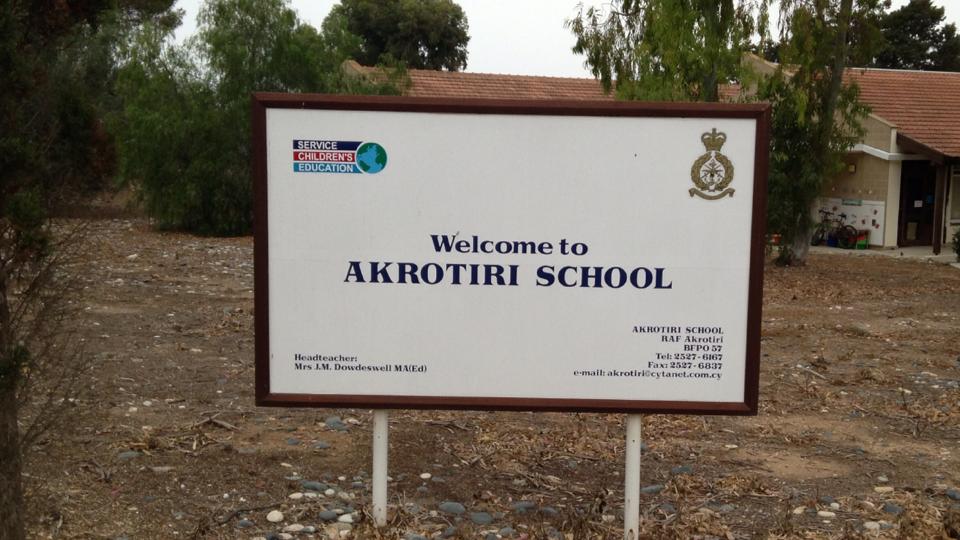 SERVICE
CHILDREN'S
EDUCATION
Welcome to
AKROTIRI SCHOOL
Headteacher:
Mrs J.M. Dowdeswell MA(Ed)
AKROTIRI SCHOOL
RAF Akrotiri
BFPO 57
Tel: 2527-6167
Fax: 2527-6837
e-mail: akrotiri@cytanet.com.cy